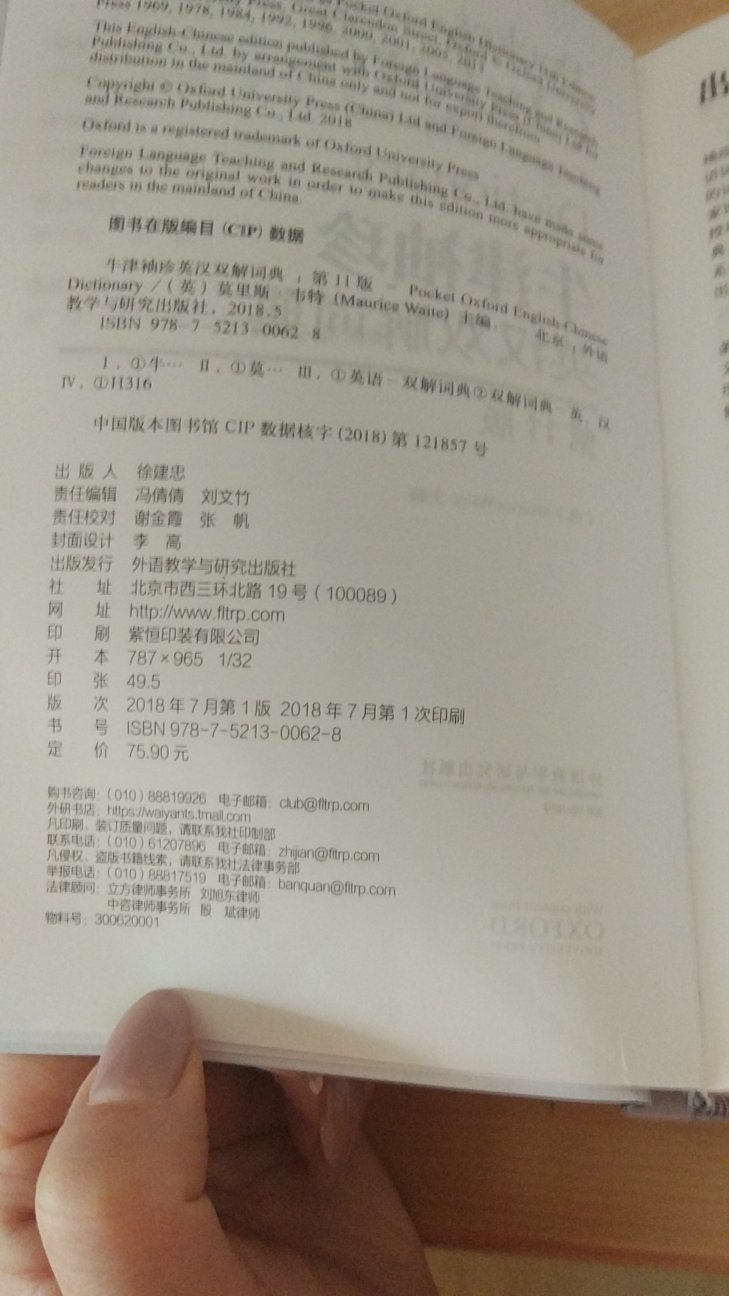 Pocket Oxford English Dictionary 11th Edition
Press, Great Clarendon Street, Oxford © Oxford University
Press 1969, 1978, 1984, 1992, 1996, 2000, 2001, 2005, 2013
This English-Chinese edition published by Foreign Language Teaching and Research
Publishing Co., Ltd. by arrangement with Oxford University Press (China) Ltd for
distribution in the mainland of China only and not for export therefrom
Copyright © Oxford University Press (China) Ltd and Foreign Language Teaching
and Research Publishing Co., Ltd. 2018
Oxford is a registered trademark of Oxford University Press
Foreign Language Teaching and Research Publishing Co., Ltd. have made some
changes to the original work in order to make this edition more appropriate for
readers in the mainland of China.
图书在版编目(CIP)数据
牛津袖珍英汉双解词典：第11版 = Pocket Oxford English-Chinese
Dictionary／(英) 莫里斯·韦特 (Maurice Waite) 主编. 北京：外语
教学与研究出版社，2018.5
ISBN 978-7-5213-0062-8
Ⅰ. ①牛… Ⅱ. ①莫… Ⅲ. ①英语－双解词典②双解词典 英、汉
Ⅳ. ①H316
中国版本图书馆 CIP 数据核字 (2018) 第 121857 号
出版人 徐建忠
责任编辑 冯倩倩 刘文竹
责任校对 谢金霞 张 帆
封面设计 李 高
出版发行 外语教学与研究出版社
社 址 北京市西三环北路 19 号（100089）
网 址 http://www.fltrp.com
印 刷 紫恒印装有限公司
开 本 787×965 1/32
印 张 49.5
版 次 2018 年 7 月第 1 版 2018 年 7 月第 1 次印刷
书 号 ISBN 978-7-5213-0062-8
定 价 75.90 元
购书咨询：（010）88819926 电子邮箱：club@fltrp.com
外研书店：https://waiyants.tmall.com
凡印刷、装订质量问题，请联系我社印制部
联系电话：（010）61207896 电子邮箱：zhijian@fltrp.com
凡侵权、盗版书籍线索，请联系我社法律事务部
举报电话：（010）88817519 电子邮箱：banquan@fltrp.com
法律顾问：立方律师事务所 刘旭东律师
中咨律师事务所 殷 斌律师
物料号：300620001